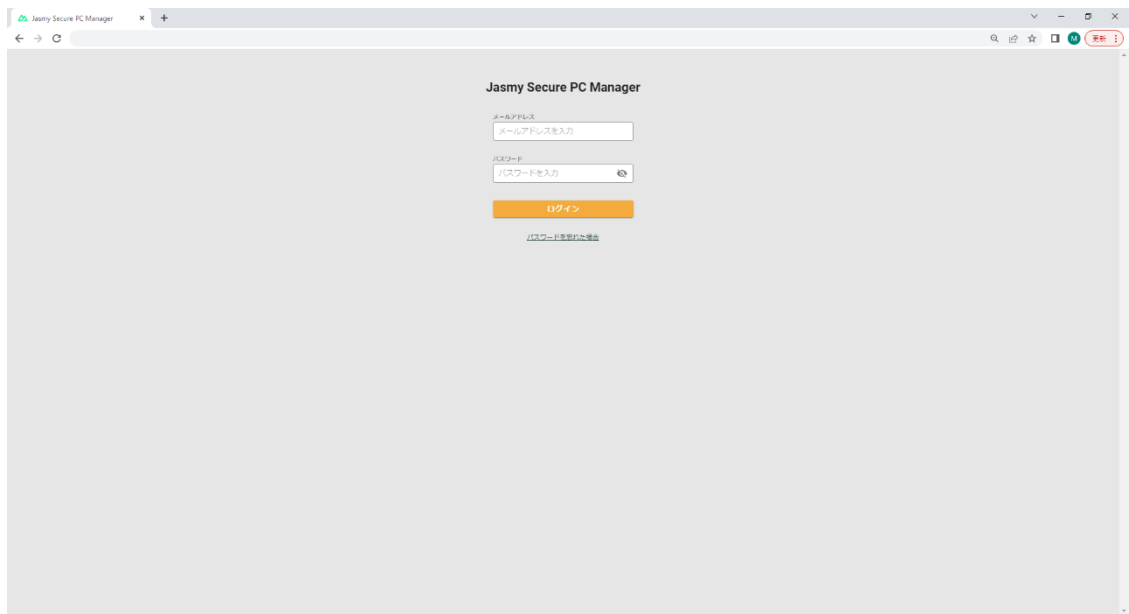 Jasmy Secure PC Manager
更新
Jasmy Secure PC Manager
メールアドレス
メールアドレスを入力
パスワード
パスワードを入力
ログイン
パスワードを忘れた場合